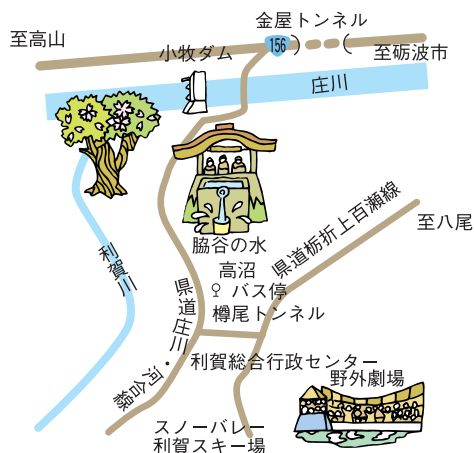 金屋トンネル
至高山
小牧ダム
156
至砺波市
庄川
脇谷の水
県道栃折上百瀬線
至八尾
利賀川
高沼
バス停
樽尾トンネル
県道庄川・河合線
利賀総合行政センター
野外劇場
スノーバレー
利賀スキー場